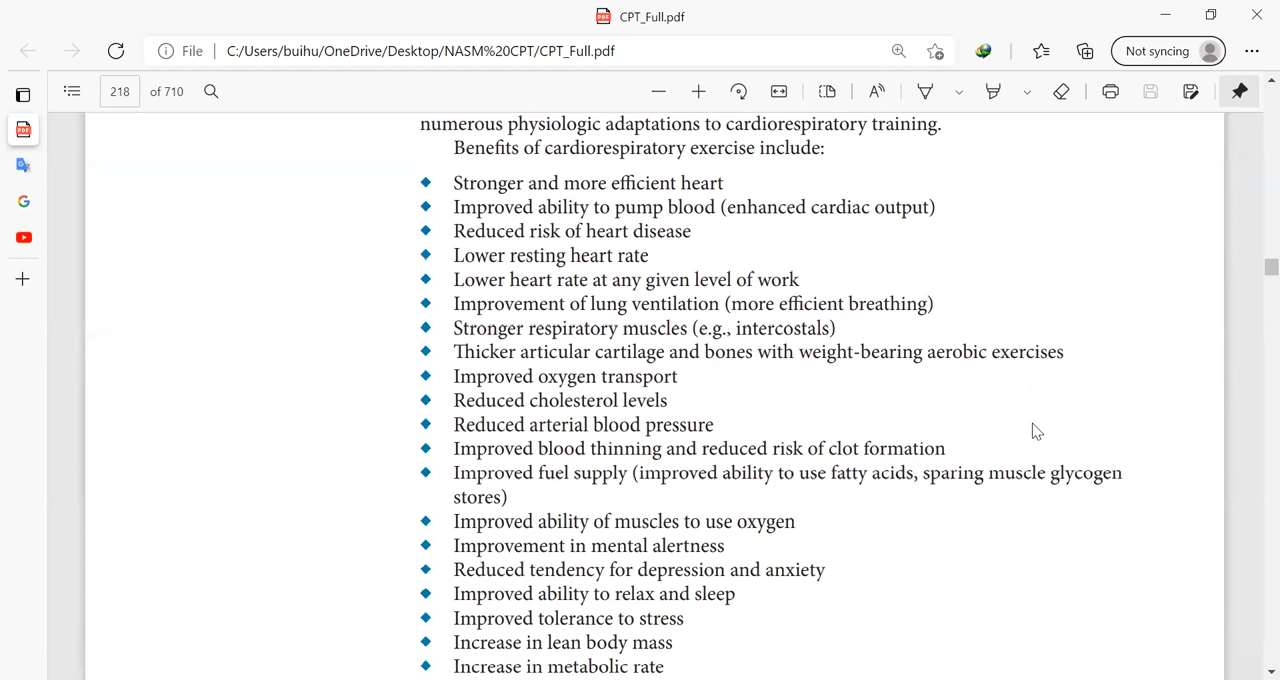 CPT_Full.pdf
File
C:/Users/buihu/OneDrive/Desktop/NASM%20CPT/CPT_Full.pdf
Not syncing
218 of 710
numerous physiologic adaptations to cardiorespiratory training.
Benefits of cardiorespiratory exercise include:
Stronger and more efficient heart
Improved ability to pump blood (enhanced cardiac output)
Reduced risk of heart disease
Lower resting heart rate
Lower heart rate at any given level of work
Improvement of lung ventilation (more efficient breathing)
Stronger respiratory muscles (e.g., intercostals)
Thicker articular cartilage and bones with weight-bearing aerobic exercises
Improved oxygen transport
Reduced cholesterol levels
Reduced arterial blood pressure
Improved blood thinning and reduced risk of clot formation
Improved fuel supply (improved ability to use fatty acids, sparing muscle glycogen
stores)
Improved ability of muscles to use oxygen
Improvement in mental alertness
Reduced tendency for depression and anxiety
Improved ability to relax and sleep
Improved tolerance to stress
Increase in lean body mass
Increase in metabolic rate